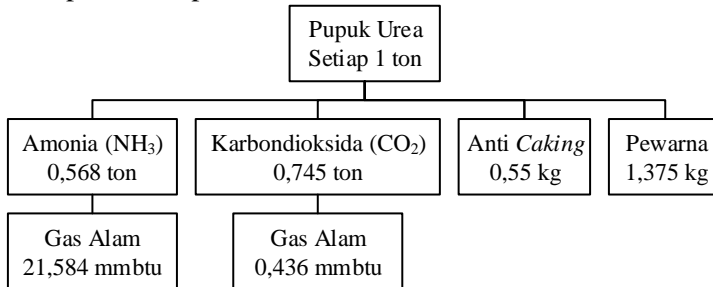 Pupuk Urea
Setiap 1 ton
Amonia (NH₃)
0,568 ton
Karbondioksida (CO₂)
0,745 ton
Anti Caking
0,55 kg
Pewarna
1,375 kg
Gas Alam
21,584 mmbtu
Gas Alam
0,436 mmbtu